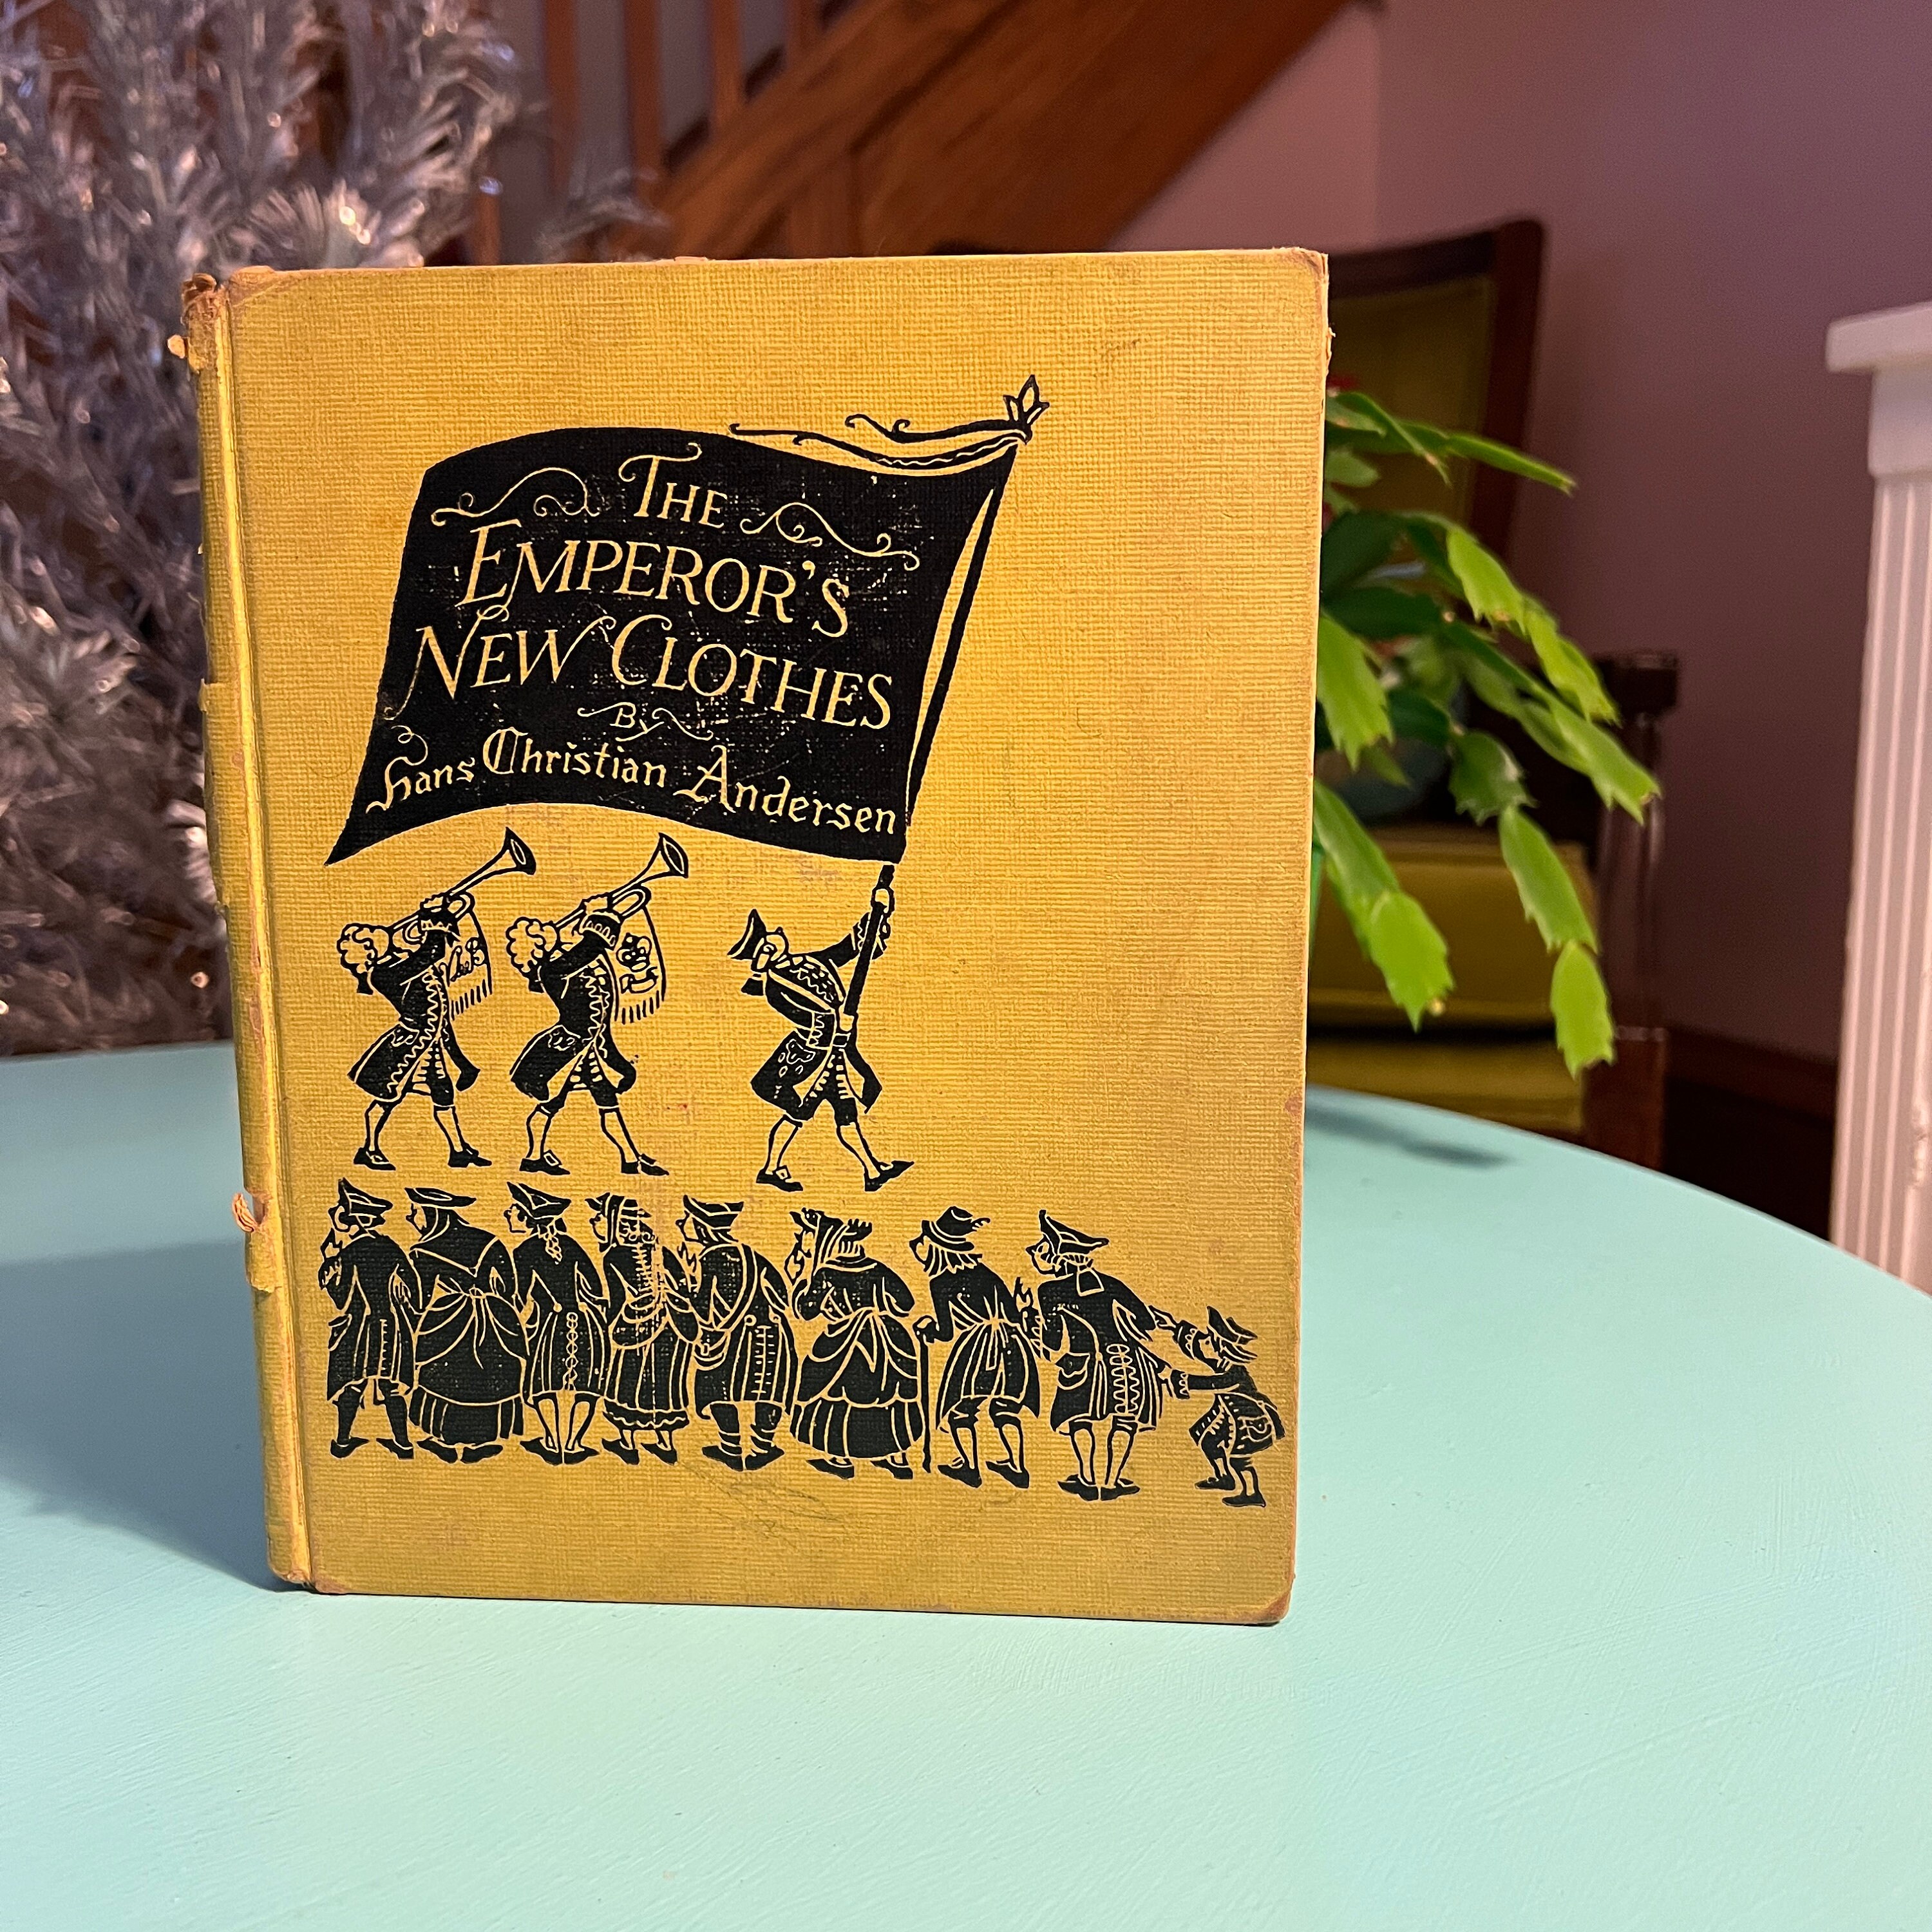 THE
EMPEROR'S
NEW CLOTHES
By
Hans Christian Andersen